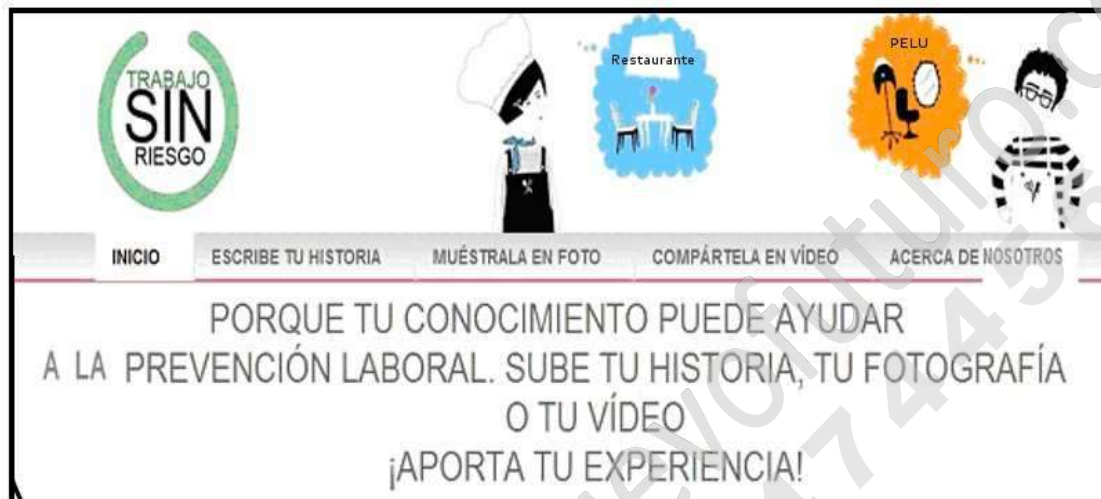 TRABAJO
SIN
RIESGO
Restaurante
PELU
INICIO ESCRIBE TU HISTORIA MUÉSTRALA EN FOTO COMPÁRTELA EN VÍDEO ACERCA DE NOSOTROS
PORQUE TU CONOCIMIENTO PUEDE AYUDAR
A LA PREVENCIÓN LABORAL. SUBE TU HISTORIA, TU FOTOGRAFÍA
O TU VÍDEO
¡APORTA TU EXPERIENCIA!